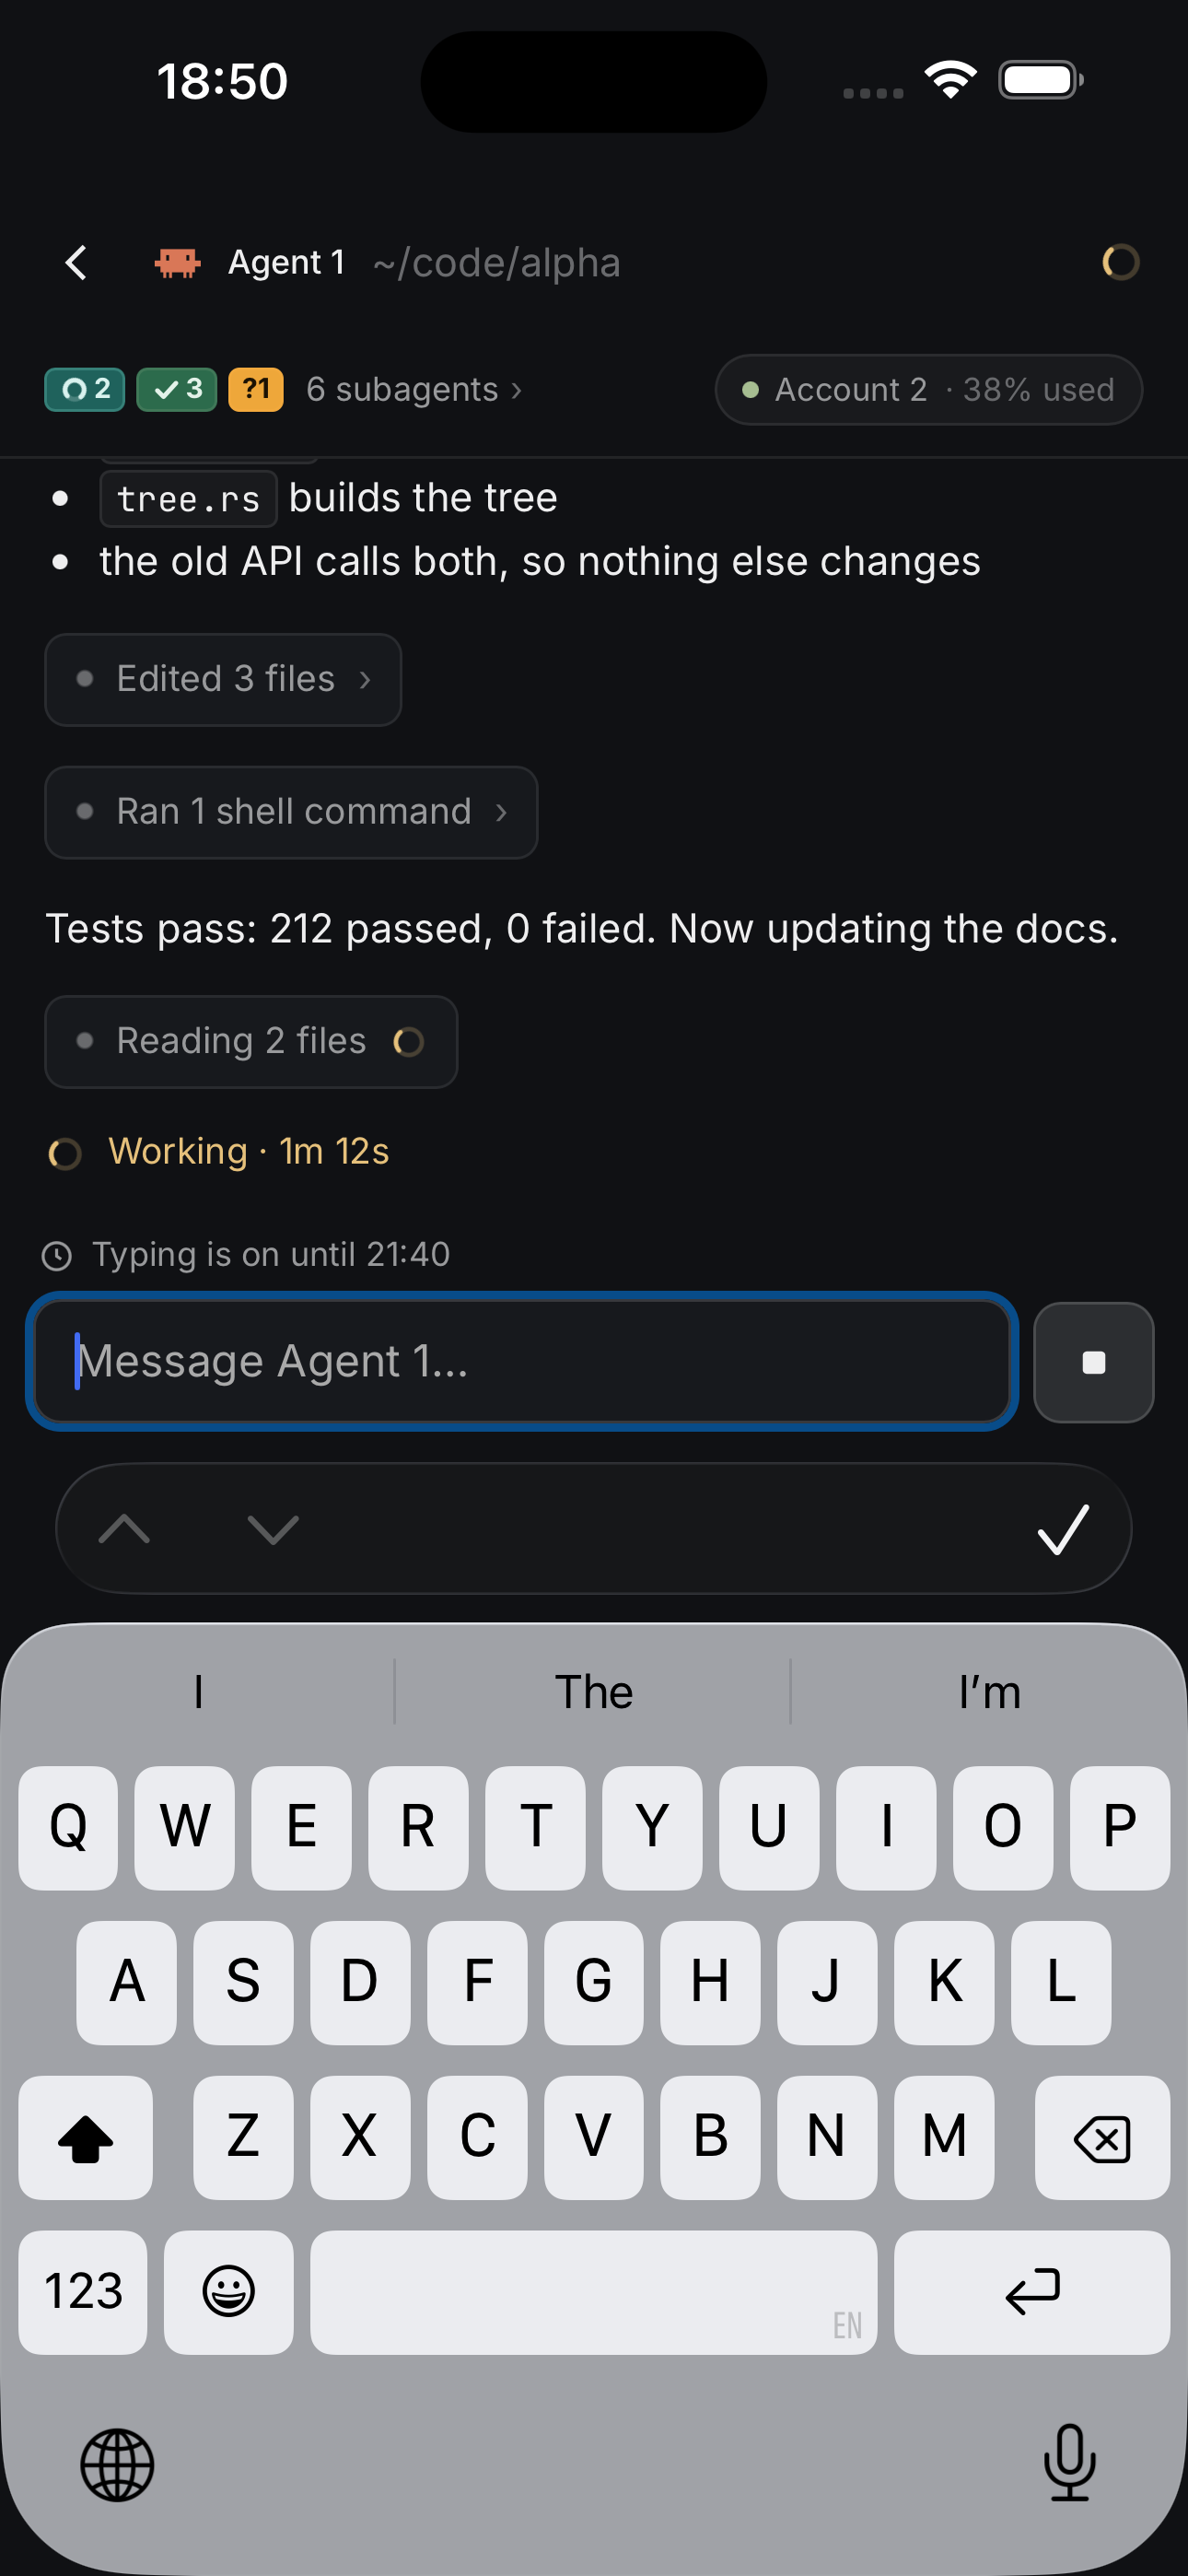 18:50
Agent 1 ~/code/alpha
2 3 ?1 6 subagents › Account 2 · 38% used
• tree.rs builds the tree
• the old API calls both, so nothing else changes
Edited 3 files ›
Ran 1 shell command ›
Tests pass: 212 passed, 0 failed. Now updating the docs.
Reading 2 files
Working · 1m 12s
Typing is on until 21:40
Message Agent 1...
I The I’m
Q W E R T Y U I O P
A S D F G H J K L
Z X C V B N M
123 EN